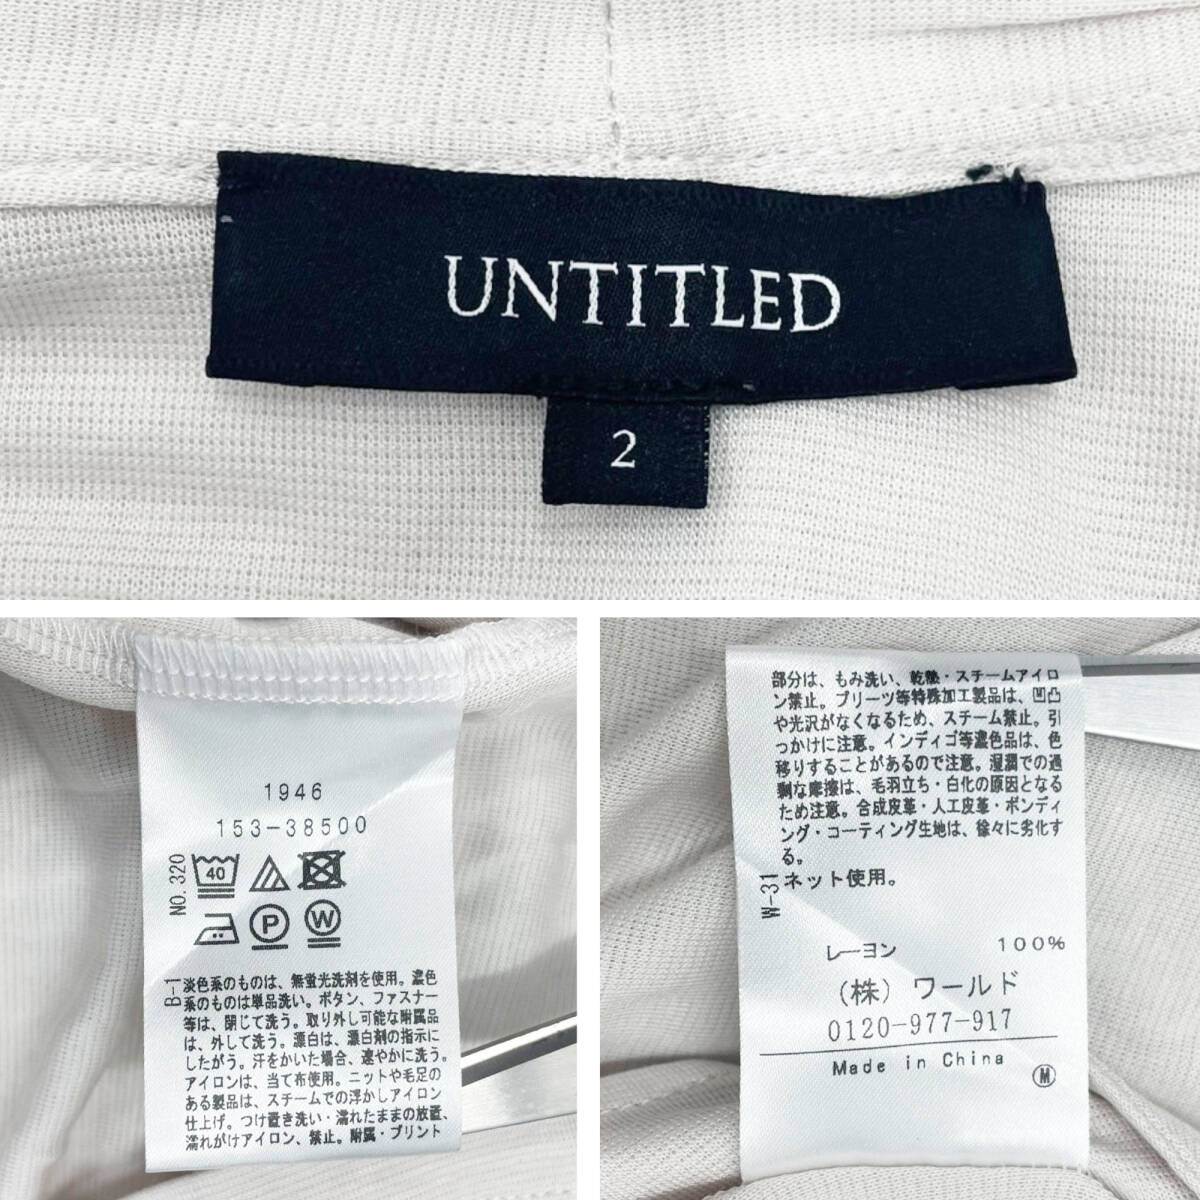 UNTITLED
2
1946
153-38500
NO.320
40
P
W
B-1
淡色系のものは、無蛍光洗剤を使用。濃色
系のものは単品洗い。ボタン、ファスナー
等は、閉じて洗う。取り外し可能な附属品
は、外して洗う。漂白は、漂白剤の指示に
したがう。汗をかいた場合、速やかに洗う。
アイロンは、当て布使用。ニットや毛足の
ある製品は、スチームでの浮かしアイロン
仕上げ。つけ置き洗い・濡れたままの放置、
濡れがけアイロン、禁止。附属・プリント
部分は、もみ洗い、乾熱・スチームアイロ
ン禁止。プリーツ等特殊加工製品は、凹凸
や光沢がなくなるため、スチーム禁止。引
っかけに注意。インディゴ等濃色品は、色
移りすることがあるので注意。湿潤での過
剰な摩擦は、毛羽立ち・白化の原因となる
ため注意。合成皮革・人工皮革・ボンディ
ング・コーティング生地は、徐々に劣化す
る。
W-31
ネット使用。
レーヨン 100%
(株) ワールド
0120-977-917
Made in China
M